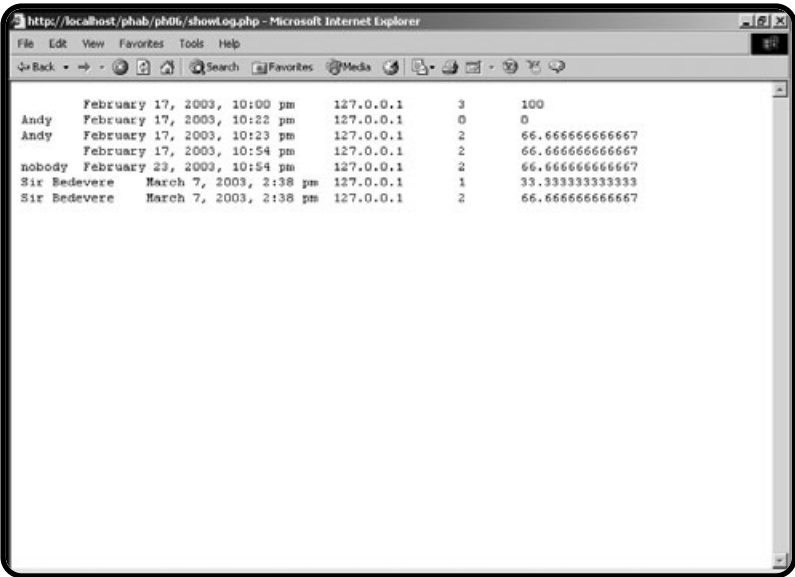 http://localhost/phab/ph06/showLog.php - Microsoft Internet Explorer
File Edit View Favorites Tools Help
Back Search Favorites Media
February 17, 2003, 10:00 pm 127.0.0.1 3 100
Andy February 17, 2003, 10:22 pm 127.0.0.1 0 0
Andy February 17, 2003, 10:23 pm 127.0.0.1 2 66.666666666667
February 17, 2003, 10:54 pm 127.0.0.1 2 66.666666666667
nobody February 23, 2003, 10:54 pm 127.0.0.1 2 66.666666666667
Sir Bedevere March 7, 2003, 2:38 pm 127.0.0.1 1 33.333333333333
Sir Bedevere March 7, 2003, 2:38 pm 127.0.0.1 2 66.666666666667